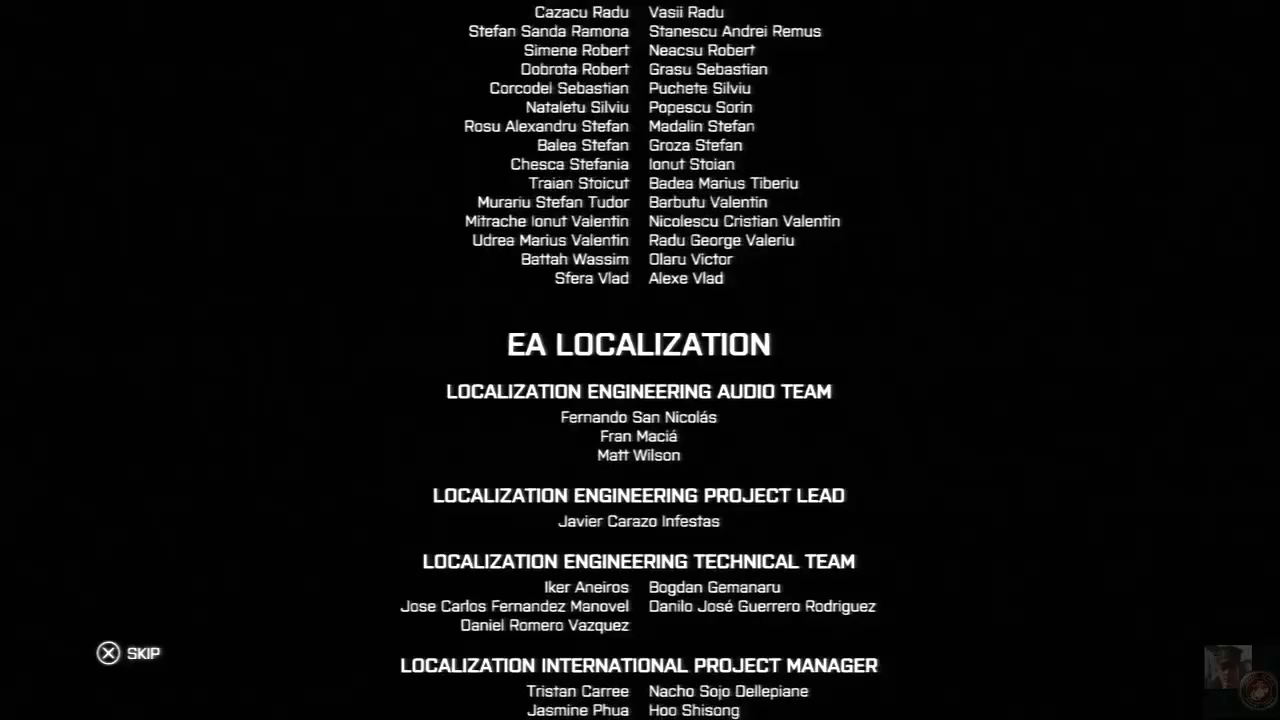 Cazacu Radu Vasii Radu
Stefan Sanda Ramona Stanescu Andrei Remus
Simene Robert Neacsu Robert
Dobrota Robert Grasu Sebastian
Corcodel Sebastian Puchete Silviu
Nataletu Silviu Popescu Sorin
Rosu Alexandru Stefan Madalin Stefan
Balea Stefan Groza Stefan
Chesca Stefania Ionut Stoian
Traian Stoicut Badea Marius Tiberiu
Murariu Stefan Tudor Barbutu Valentin
Mitrache Ionut Valentin Nicolescu Cristian Valentin
Udrea Marius Valentin Radu George Valeriu
Battah Wassim Olaru Victor
Sfera Vlad Alexe Vlad
EA LOCALIZATION
LOCALIZATION ENGINEERING AUDIO TEAM
Fernando San Nicolás
Fran Maciá
Matt Wilson
LOCALIZATION ENGINEERING PROJECT LEAD
Javier Carazo Infestas
LOCALIZATION ENGINEERING TECHNICAL TEAM
Iker Aneiros Bogdan Gemanaru
Jose Carlos Fernandez Manovel Danilo José Guerrero Rodriguez
Daniel Romero Vazquez
SKIP
LOCALIZATION INTERNATIONAL PROJECT MANAGER
Tristan Carree Nacho Sojo Dellepiane
Jasmine Phua Hoo Shisong